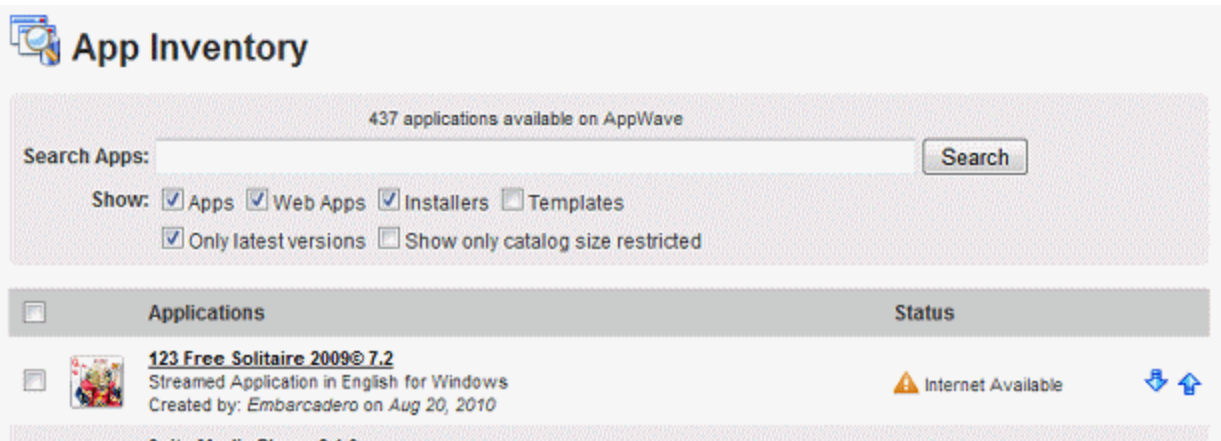 App Inventory
437 applications available on AppWave
Search Apps: Search
Show: Apps Web Apps Installers Templates
Only latest versions Show only catalog size restricted
Applications Status
123 Free Solitaire 2009© 7.2
Streamed Application in English for Windows
Internet Available
Created by: Embarcadero on Aug 20, 2010